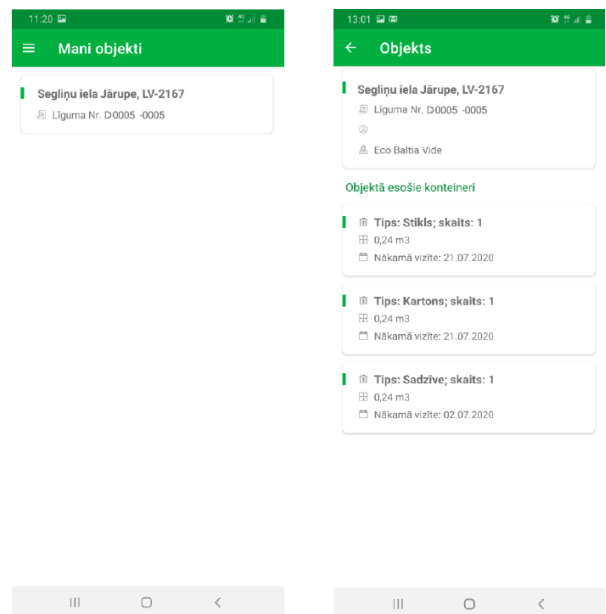 11:20
Mani objekti
Segliņu iela Jārupe, LV-2167
Līguma Nr. D0005 -0005
13:01
Objekts
Segliņu iela Jārupe, LV-2167
Līguma Nr. D0005 -0005
Eco Baltia Vide
Objektā esošie konteineri
Tips: Stikls; skaits: 1
0,24 m3
Nākamā vizīte: 21.07.2020
Tips: Kartons; skaits: 1
0,24 m3
Nākamā vizīte: 21.07.2020
Tips: Sadzīve; skaits: 1
0,24 m3
Nākamā vizīte: 02.07.2020